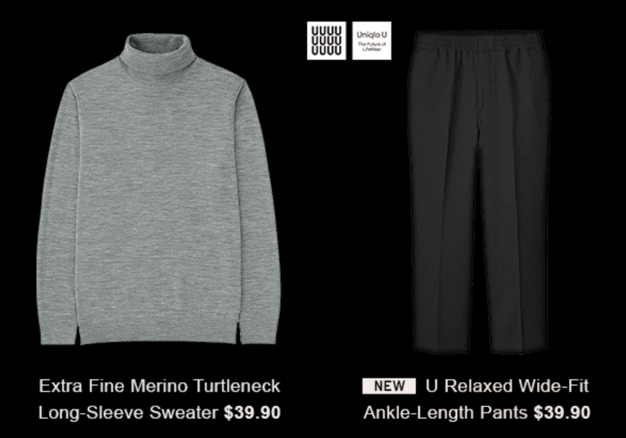 UUUU
UUUU
UUUU
Uniqlo U
The Future of
LifeWear
Extra Fine Merino Turtleneck
Long-Sleeve Sweater $39.90
NEW U Relaxed Wide-Fit
Ankle-Length Pants $39.90